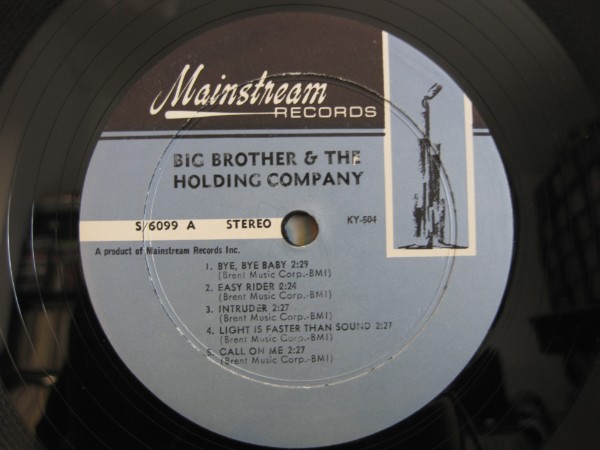 Mainstream
RECORDS
BIG BROTHER & THE
HOLDING COMPANY
S/6099 A STEREO KY-504
A product of Mainstream Records Inc.
1. BYE, BYE BABY 2:29
(Brent Music Corp.-BMI)
2. EASY RIDER 2:24
(Brent Music Corp.-BMI)
3. INTRUDER 2:27
(Brent Music Corp.-BMI)
4. LIGHT IS FASTER THAN SOUND 2:27
(Brent Music Corp.-BMI)
5. CALL ON ME 2:27
(Brent Music Corp.-BMI)